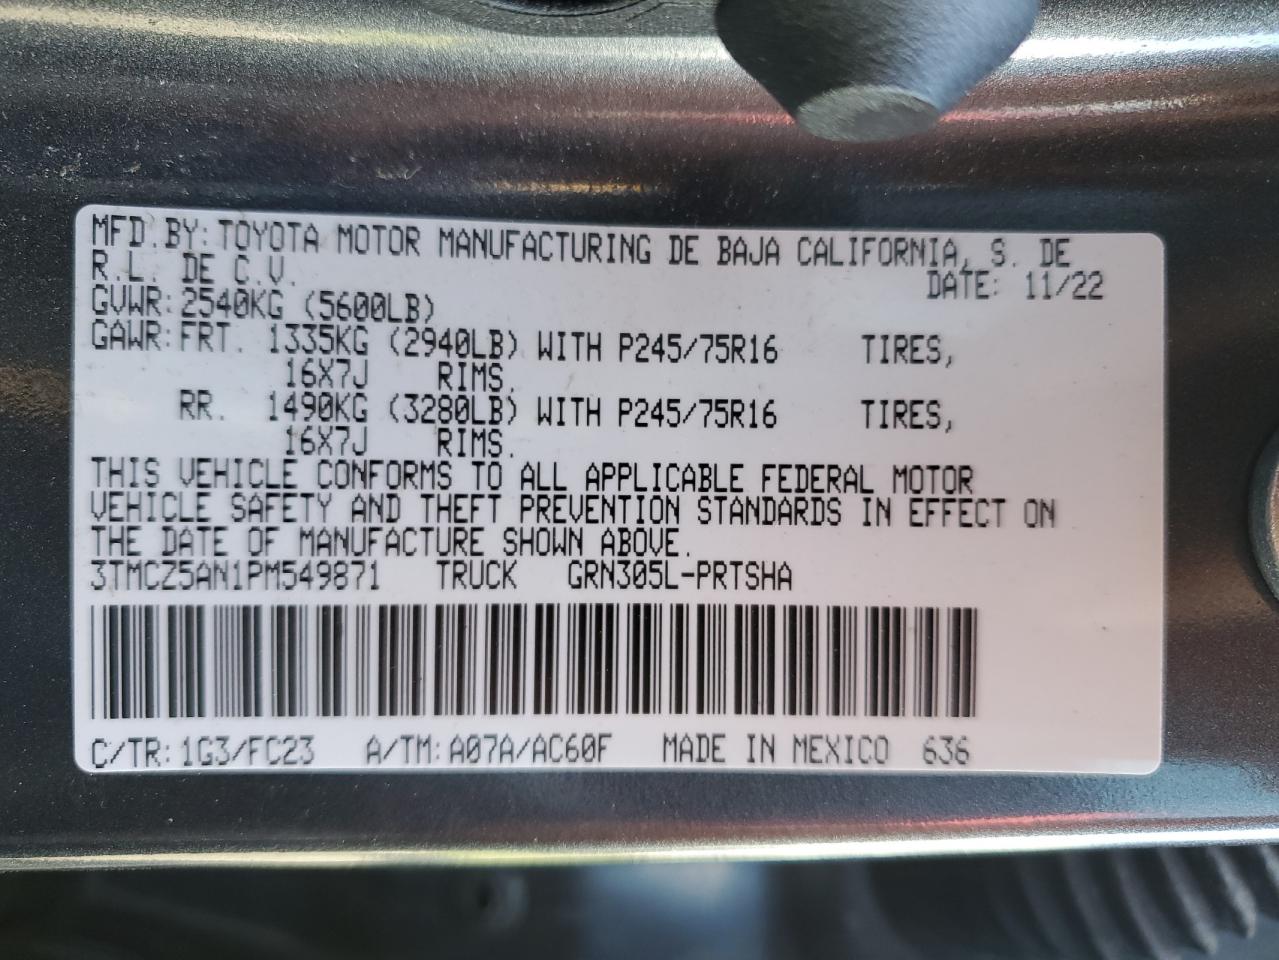 MFD. BY: TOYOTA MOTOR MANUFACTURING DE BAJA CALIFORNIA, S. DE
R.L. DE C.V. DATE: 11/22
GVWR: 2540KG (5600LB)
GAWR: FRT. 1335KG (2940LB) WITH P245/75R16 TIRES,
16X7J RIMS.
RR. 1490KG (3280LB) WITH P245/75R16 TIRES,
16X7J RIMS.
THIS VEHICLE CONFORMS TO ALL APPLICABLE FEDERAL MOTOR
VEHICLE SAFETY AND THEFT PREVENTION STANDARDS IN EFFECT ON
THE DATE OF MANUFACTURE SHOWN ABOVE.
3TMCZ5AN1PM549871 TRUCK GRN305L-PRTSHA
C/TR: 1G3/FC23 A/TM: A07A/AC60F MADE IN MEXICO 636